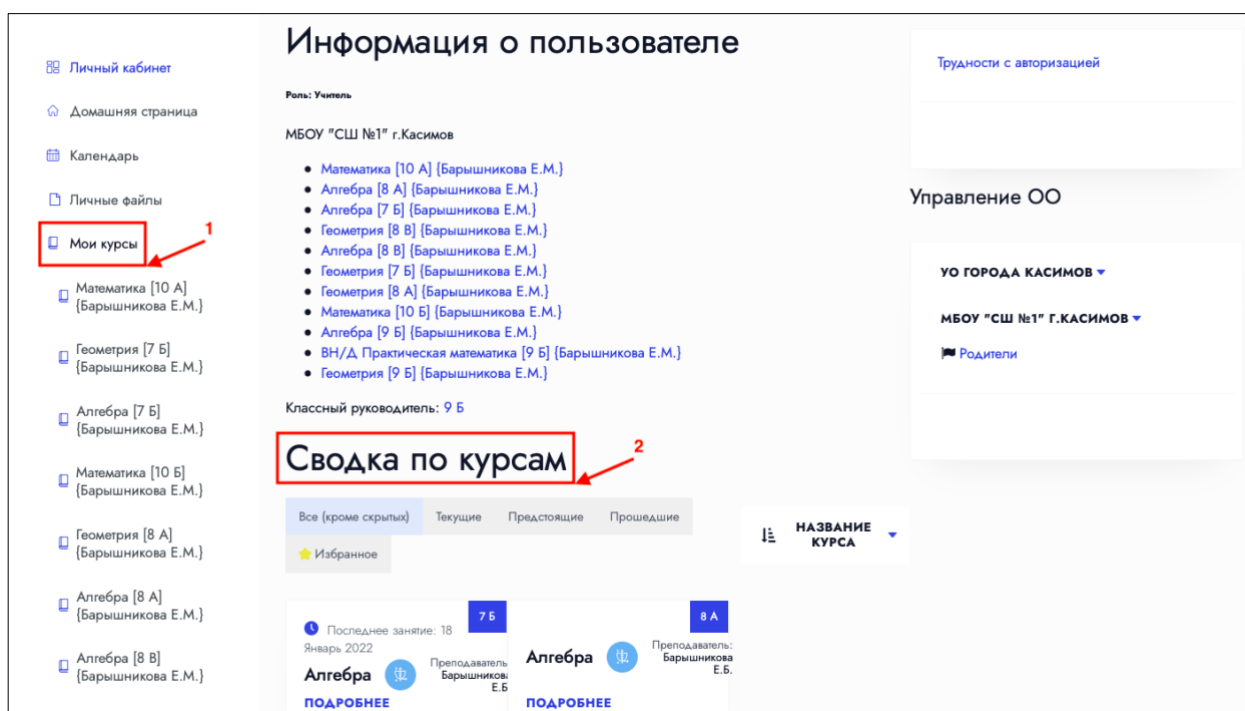 Личный кабинет
Домашняя страница
Календарь
Личные файлы
Мои курсы
1
Математика [10 А]
{Барышникова Е.М.}
Геометрия [7 Б]
{Барышникова Е.М.}
Алгебра [7 Б]
{Барышникова Е.М.}
Математика [10 Б]
{Барышникова Е.М.}
Геометрия [8 А]
{Барышникова Е.М.}
Алгебра [8 А]
{Барышникова Е.М.}
Алгебра [8 В]
{Барышникова Е.М.}
Информация о пользователе
Роль: Учитель
МБОУ "СШ №1" г.Касимов
Математика [10 А] {Барышникова Е.М.}
Алгебра [8 А] {Барышникова Е.М.}
Алгебра [7 Б] {Барышникова Е.М.}
Геометрия [8 В] {Барышникова Е.М.}
Алгебра [8 В] {Барышникова Е.М.}
Геометрия [7 Б] {Барышникова Е.М.}
Геометрия [8 А] {Барышникова Е.М.}
Математика [10 Б] {Барышникова Е.М.}
Алгебра [9 Б] {Барышникова Е.М.}
ВН/Д Практическая математика [9 Б] {Барышникова Е.М.}
Геометрия [9 Б] {Барышникова Е.М.}
Классный руководитель: 9 Б
Сводка по курсам
2
Все (кроме скрытых) Текущие Предстоящие Прошедшие
Избранное
НАЗВАНИЕ
КУРСА
7 Б
Последнее занятие: 18
Январь 2022
Алгебра
Преподаватель
Барышников
Е.Б
ПОДРОБНЕЕ
8 А
Алгебра
Преподаватель:
Барышникова
Е.Б.
ПОДРОБНЕЕ
Трудности с авторизацией
Управление ОО
УО ГОРОДА КАСИМОВ
МБОУ "СШ №1" Г.КАСИМОВ
Родители